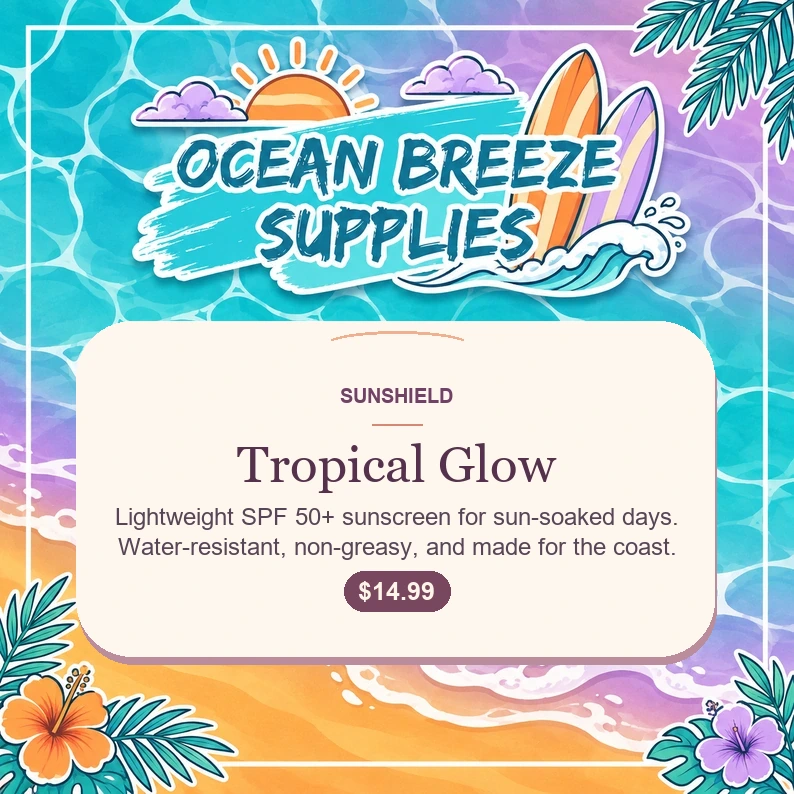 OCEAN BREEZE
SUPPLIES
SUNSHIELD
Tropical Glow
Lightweight SPF 50+ sunscreen for sun-soaked days.
Water-resistant, non-greasy, and made for the coast.
$14.99